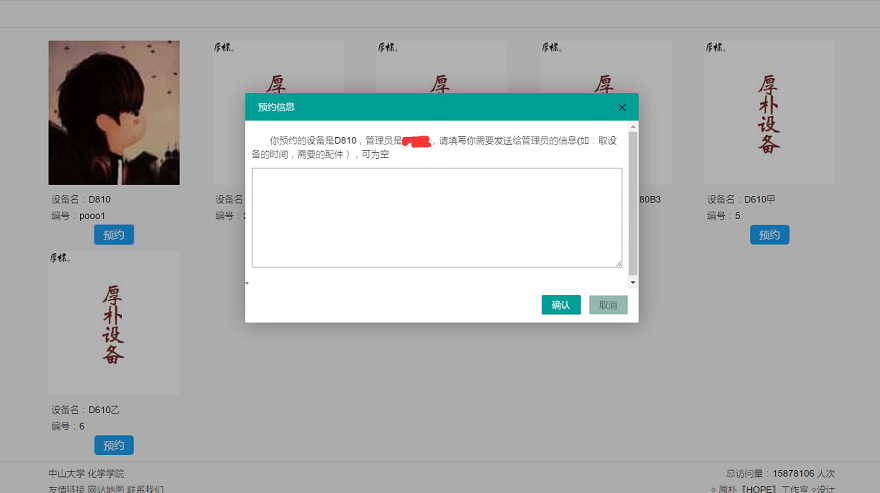 厚樸。
厚樸。
厚樸。
厚樸。
厚
厚
厚
厚朴设备
预约信息
你预约的设备是D810，管理员是
，请填写你需要发送给管理员的信息(如：取设
备的时间，需要的配件），可为空
确认
取消
设备名：D810
编号：pooo1
预约
设备名
编号：
80B3
设备名：D610甲
编号：5
预约
厚樸。
厚朴设备
设备名：D610乙
编号：6
预约
中山大学 化学学院
友情链接 网站地图 联系我们
总访问量：15878106 人次
厚朴〖HOPE〗工作室 ○设计